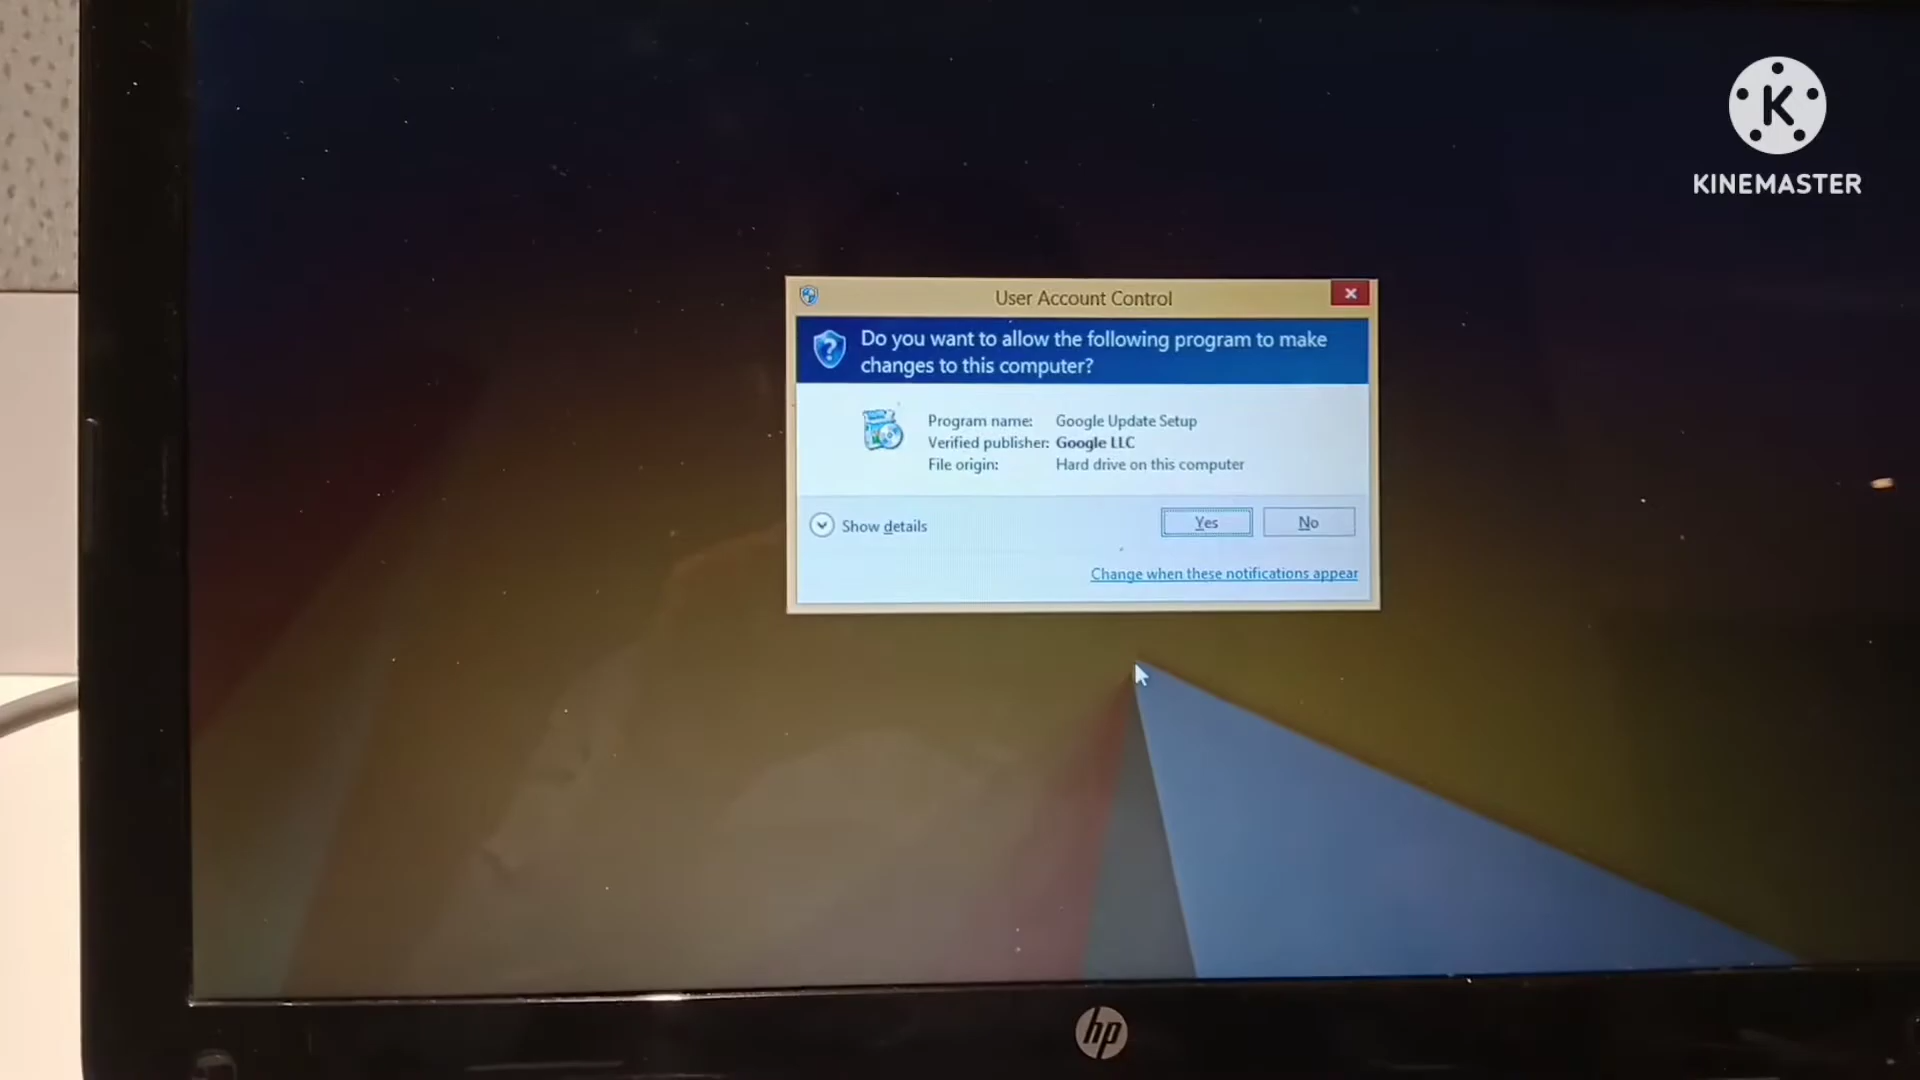 K
KINEMASTER
User Account Control
Do you want to allow the following program to make
changes to this computer?
Program name: Google Update Setup
Verified publisher: Google LLC
File origin: Hard drive on this computer
Show details
Yes
No
Change when these notifications appear
hp